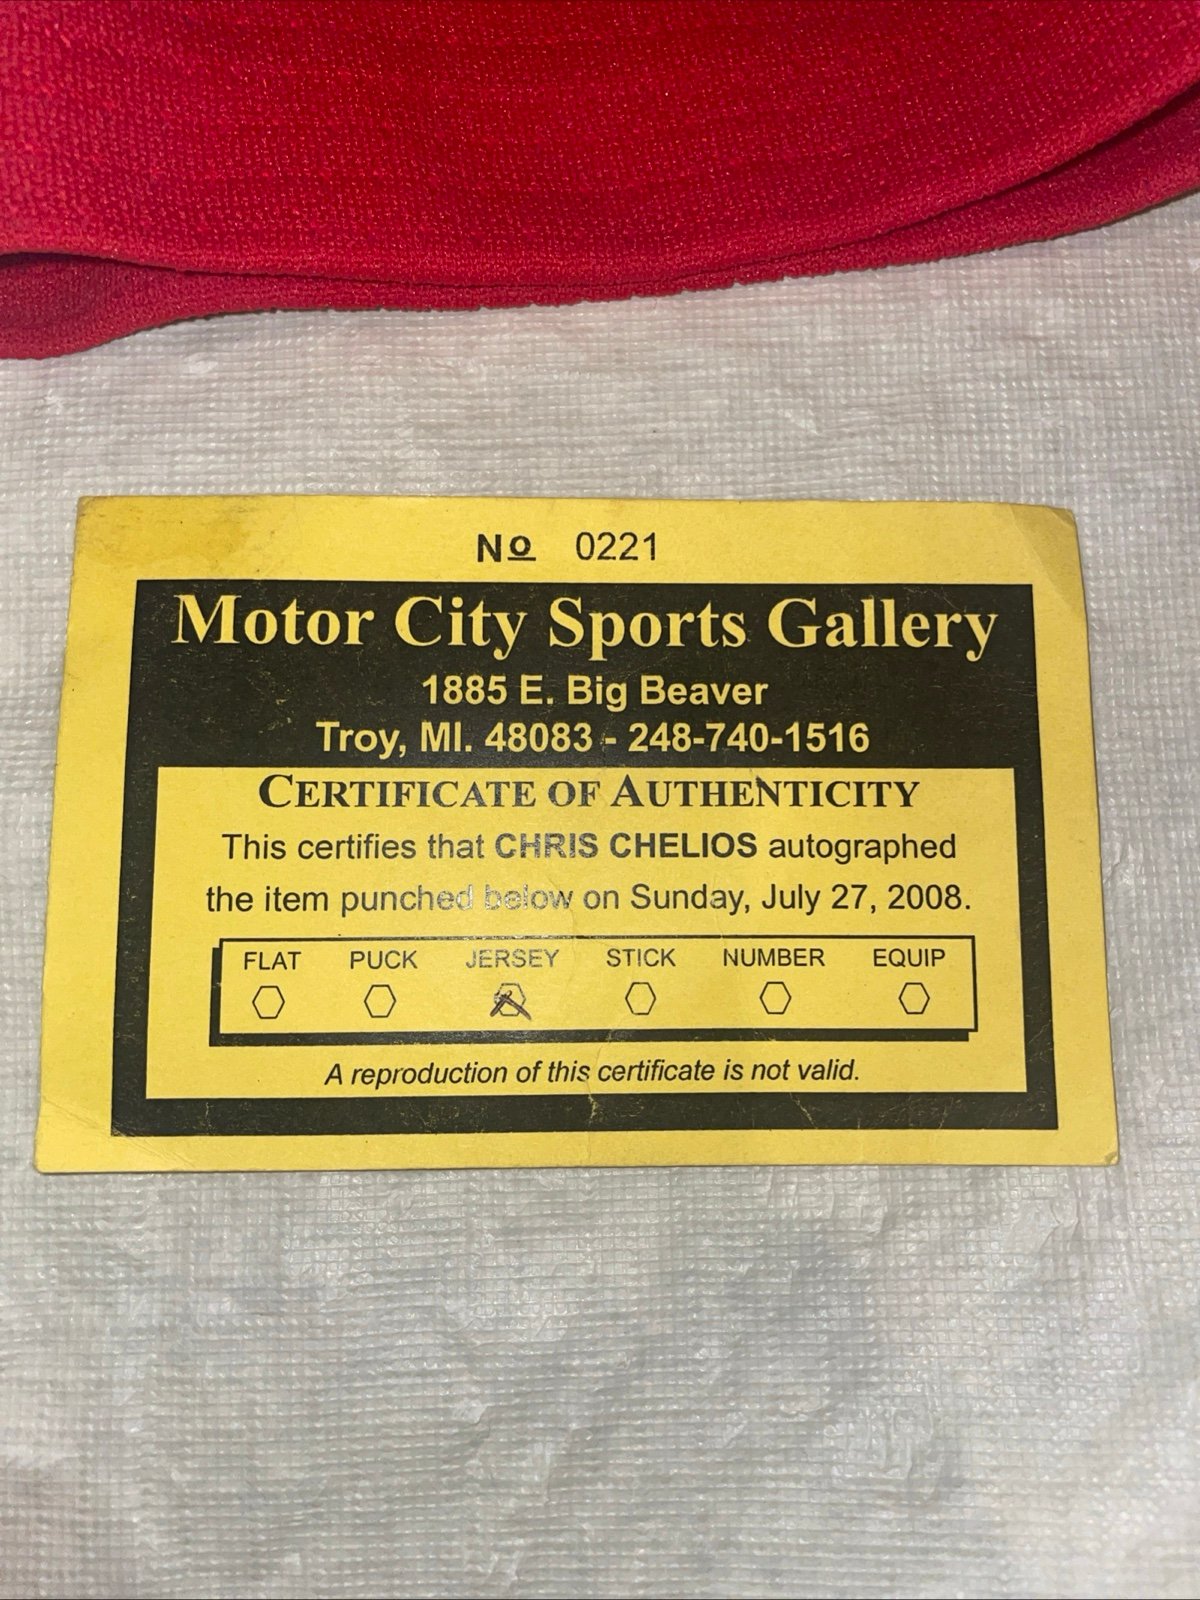 No 0221
Motor City Sports Gallery
1885 E. Big Beaver
Troy, MI. 48083 - 248-740-1516
CERTIFICATE OF AUTHENTICITY
This certifies that CHRIS CHELIOS autographed
the item punched below on Sunday, July 27, 2008.
FLAT PUCK JERSEY STICK NUMBER EQUIP
A reproduction of this certificate is not valid.